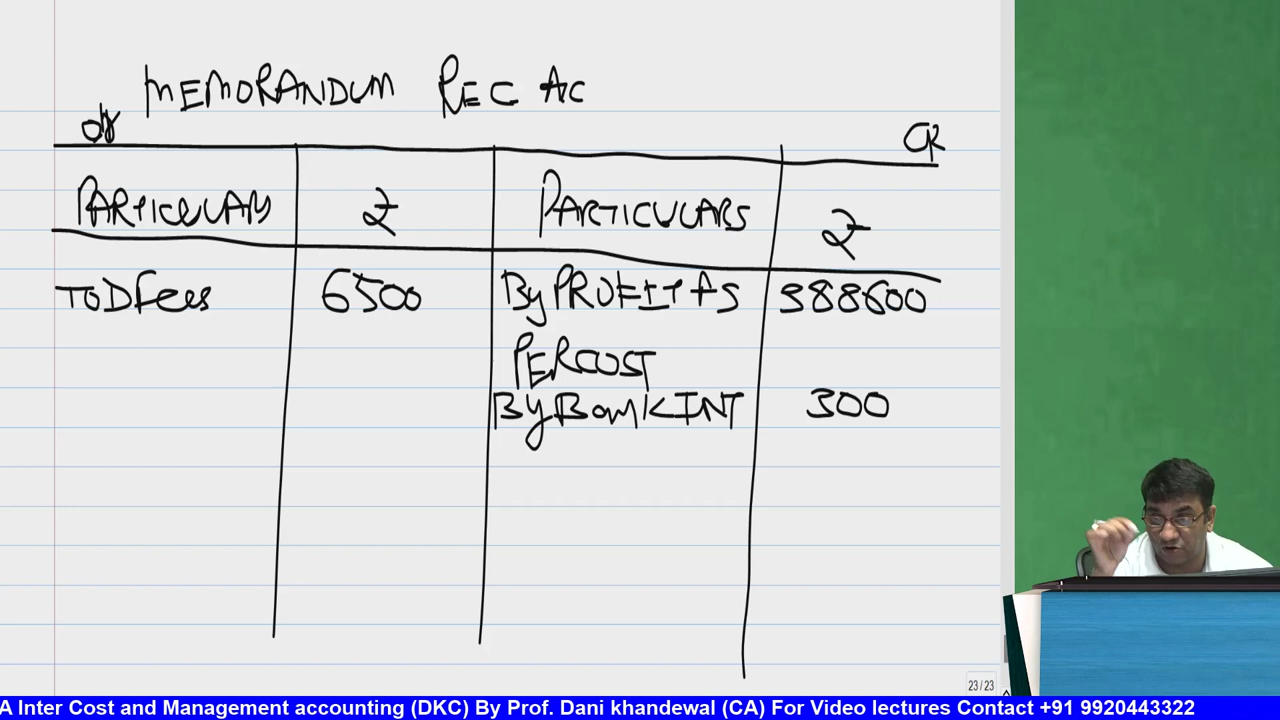 MEMORANDUM REC AC
dr CR
PARTICULARS ₹ PARTICULARS ₹
TO D Fees 6500 By PROFIT AS 388600
PER COST
By Bank INT 300
23/23
A Inter Cost and Management accounting (DKC) By Prof. Dani khandewal (CA) For Video lectures Contact +91 9920443322